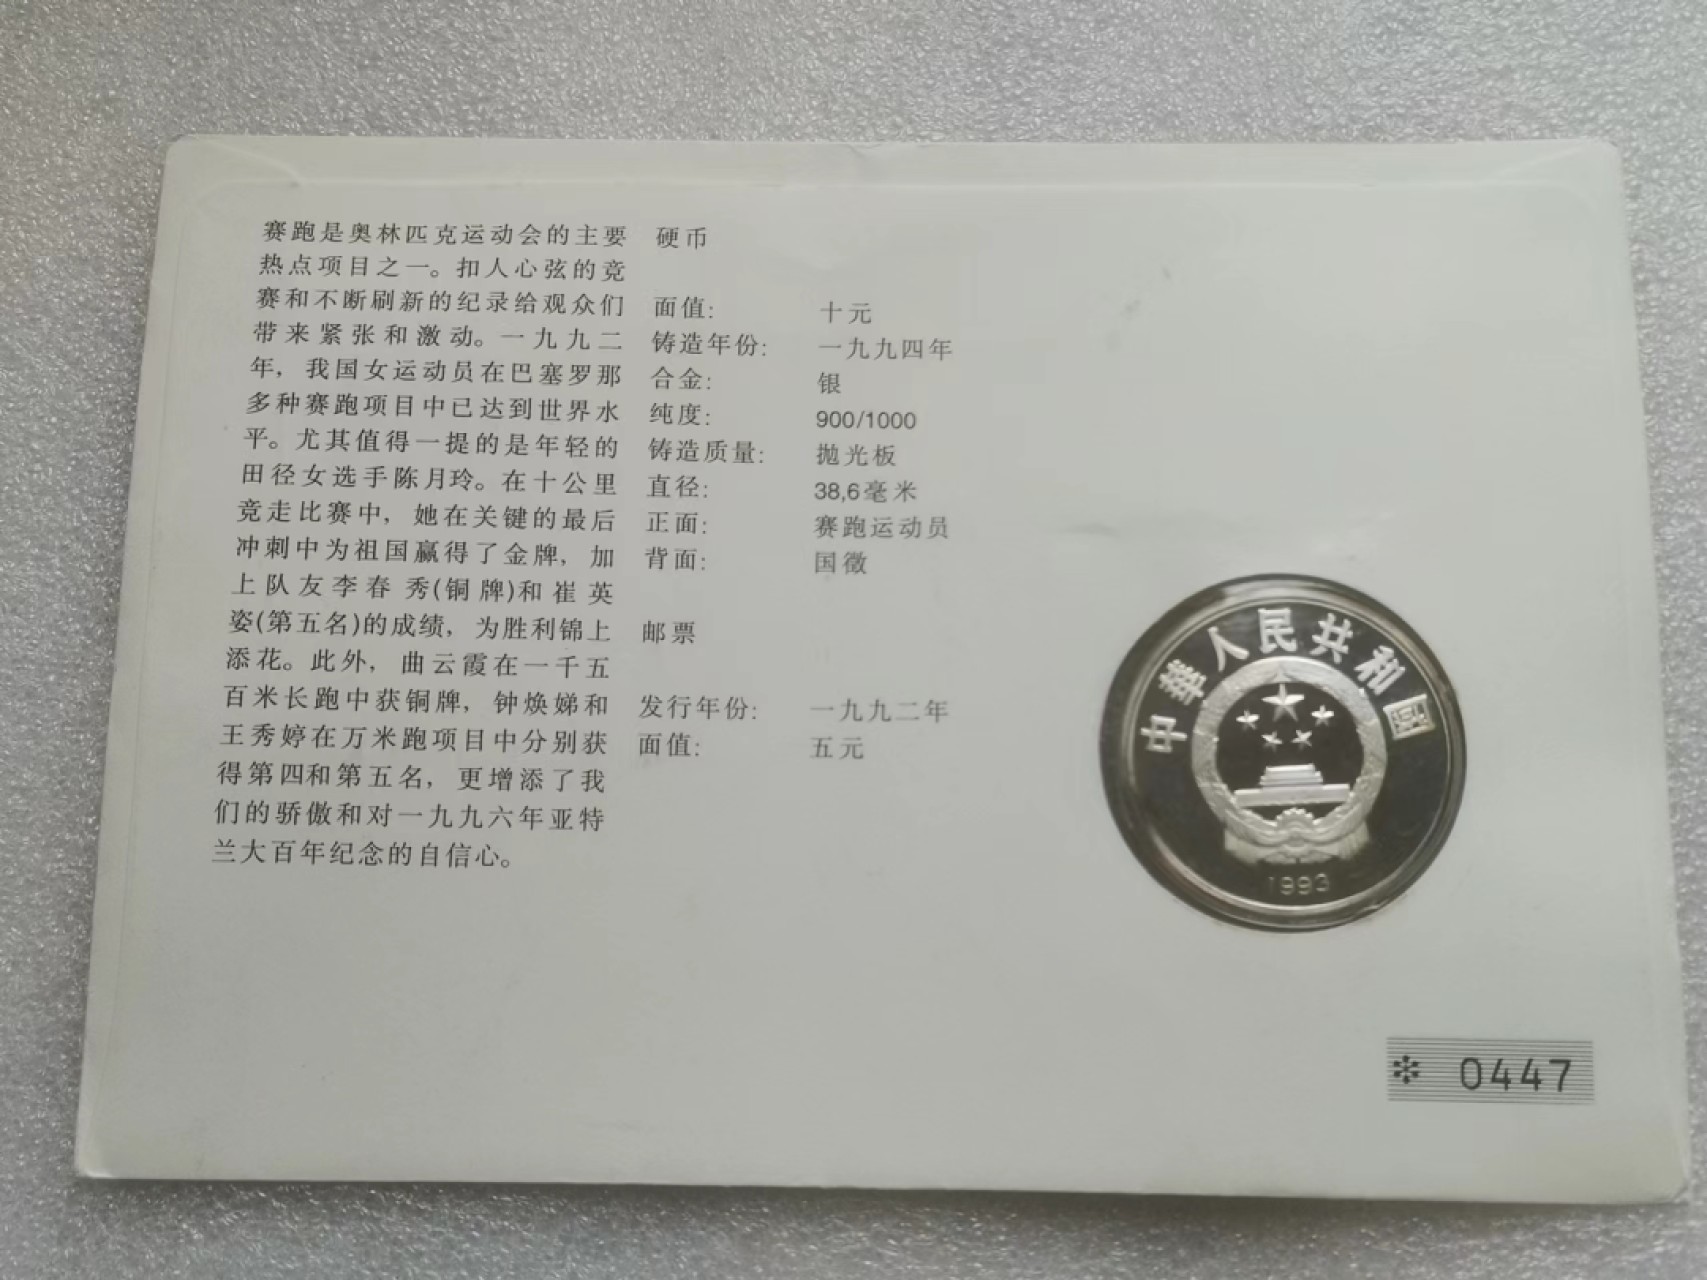 赛跑是奥林匹克运动会的主要
热点项目之一。扣人心弦的竞
赛和不断刷新的纪录给观众们
带来紧张和激动。一九九二
年，我国女运动员在巴塞罗那
多种赛跑项目中已达到世界水
平。尤其值得一提的是年轻的
田径女选手陈月玲。在十公里
竞走比赛中，她在关键的最后
冲刺中为祖国赢得了金牌，加
上队友李春秀(铜牌)和崔英
姿(第五名)的成绩，为胜利锦上
添花。此外，曲云霞在一千五
百米长跑中获铜牌，钟焕娣和
王秀婷在万米跑项目中分别获
得第四和第五名，更增添了我
们的骄傲和对一九九六年亚特
兰大百年纪念的自信心。
硬币
面值: 十元
铸造年份: 一九九四年
合金: 银
纯度: 900/1000
铸造质量: 抛光板
直径: 38,6毫米
正面: 赛跑运动员
背面: 国徽
邮票
发行年份: 一九九二年
面值: 五元
中華人民共和国
1993
* 0447